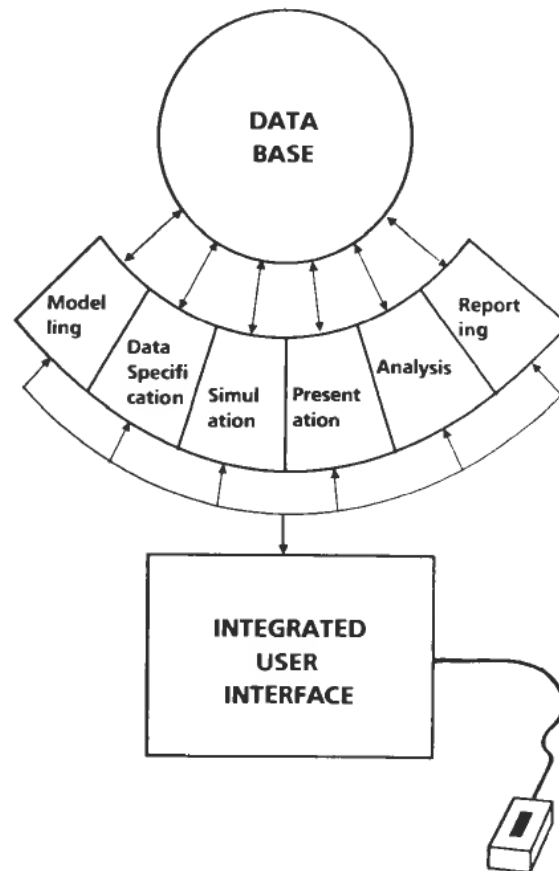 DATA
BASE
Model
ling
Data
Specifi
cation
Simul
ation
Present
ation
Analysis
Report
ing
INTEGRATED
USER
INTERFACE